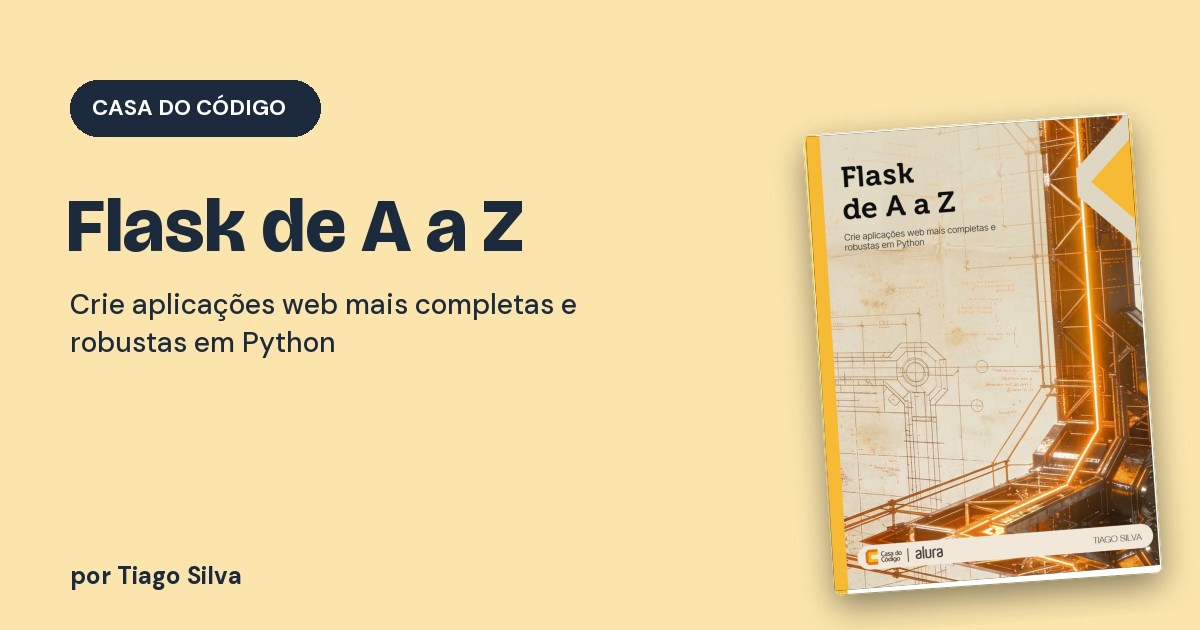 CASA DO CÓDIGO
Flask de A a Z
Crie aplicações web mais completas e
robustas em Python
por Tiago Silva
Flask
de A a Z
Crie aplicações web mais completas e
robustas em Python
Casa do
Código
alura
TIAGO SILVA